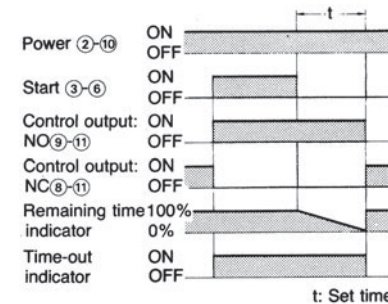 t
Power ②-⑩ ON
OFF
Start ③-⑥ ON
OFF
Control output: ON
NO⑨-⑪ OFF
Control output: ON
NC⑧-⑪ OFF
Remaining time 100%
indicator 0%
Time-out ON
indicator OFF
t: Set time